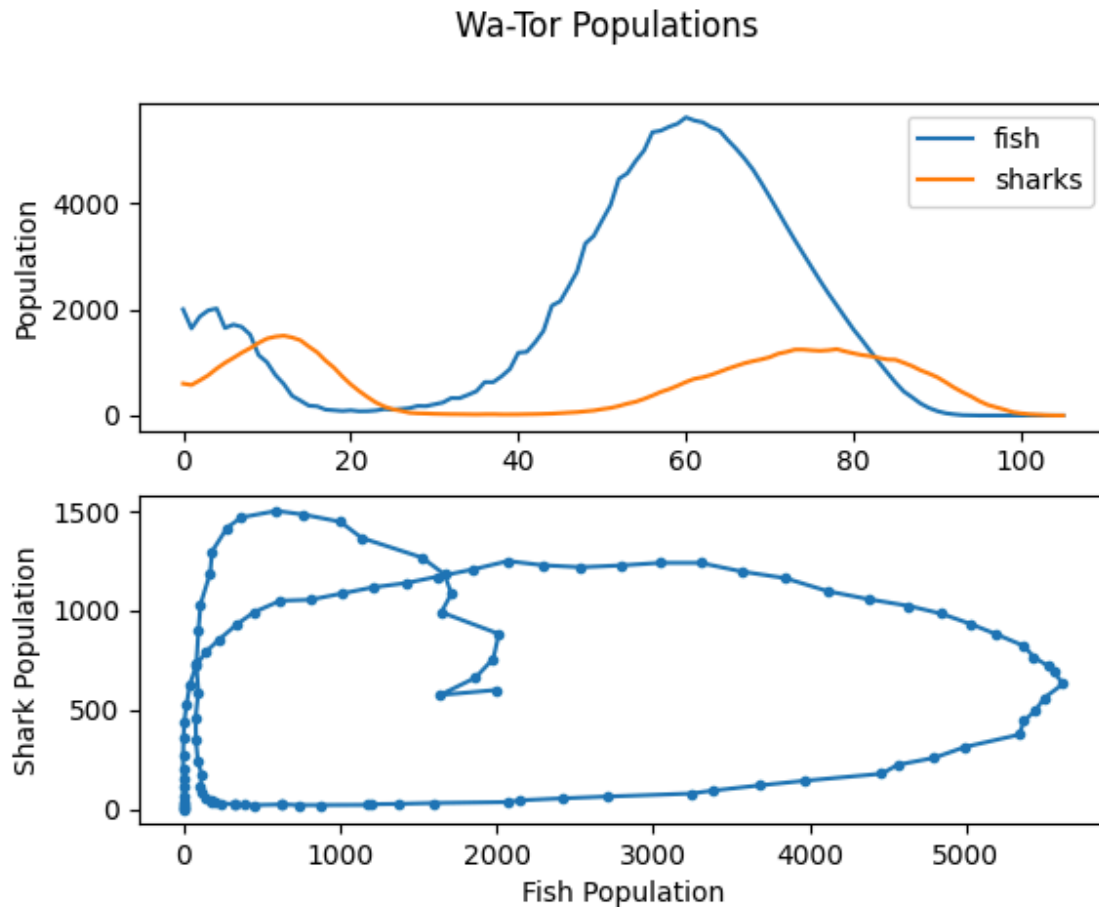 Wa-Tor Populations
Population
4000
2000
0
fish
sharks
0 20 40 60 80 100
Shark Population
1500
1000
500
0
0 1000 2000 3000 4000 5000
Fish Population